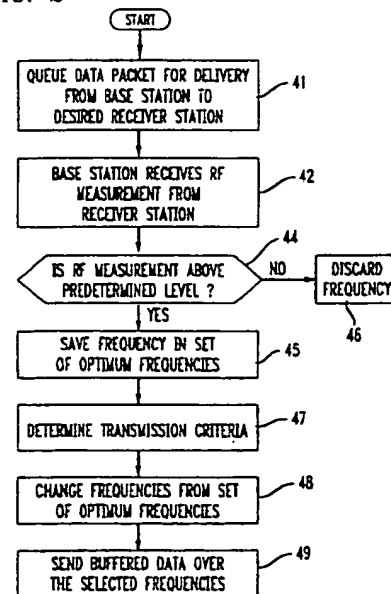 START
QUEUE DATA PACKET FOR DELIVERY
FROM BASE STATION TO
DESIRED RECEIVER STATION
41
BASE STATION RECEIVES RF
MEASUREMENT FROM
RECEIVER STATION
42
44
IS RF MEASUREMENT ABOVE
PREDETERMINED LEVEL ?
NO
DISCARD
FREQUENCY
46
YES
SAVE FREQUENCY IN SET
OF OPTIMUM FREQUENCIES
45
DETERMINE TRANSMISSION CRITERIA
47
CHANGE FREQUENCIES FROM SET
OF OPTIMUM FREQUENCIES
48
SEND BUFFERED DATA OVER
THE SELECTED FREQUENCIES
49